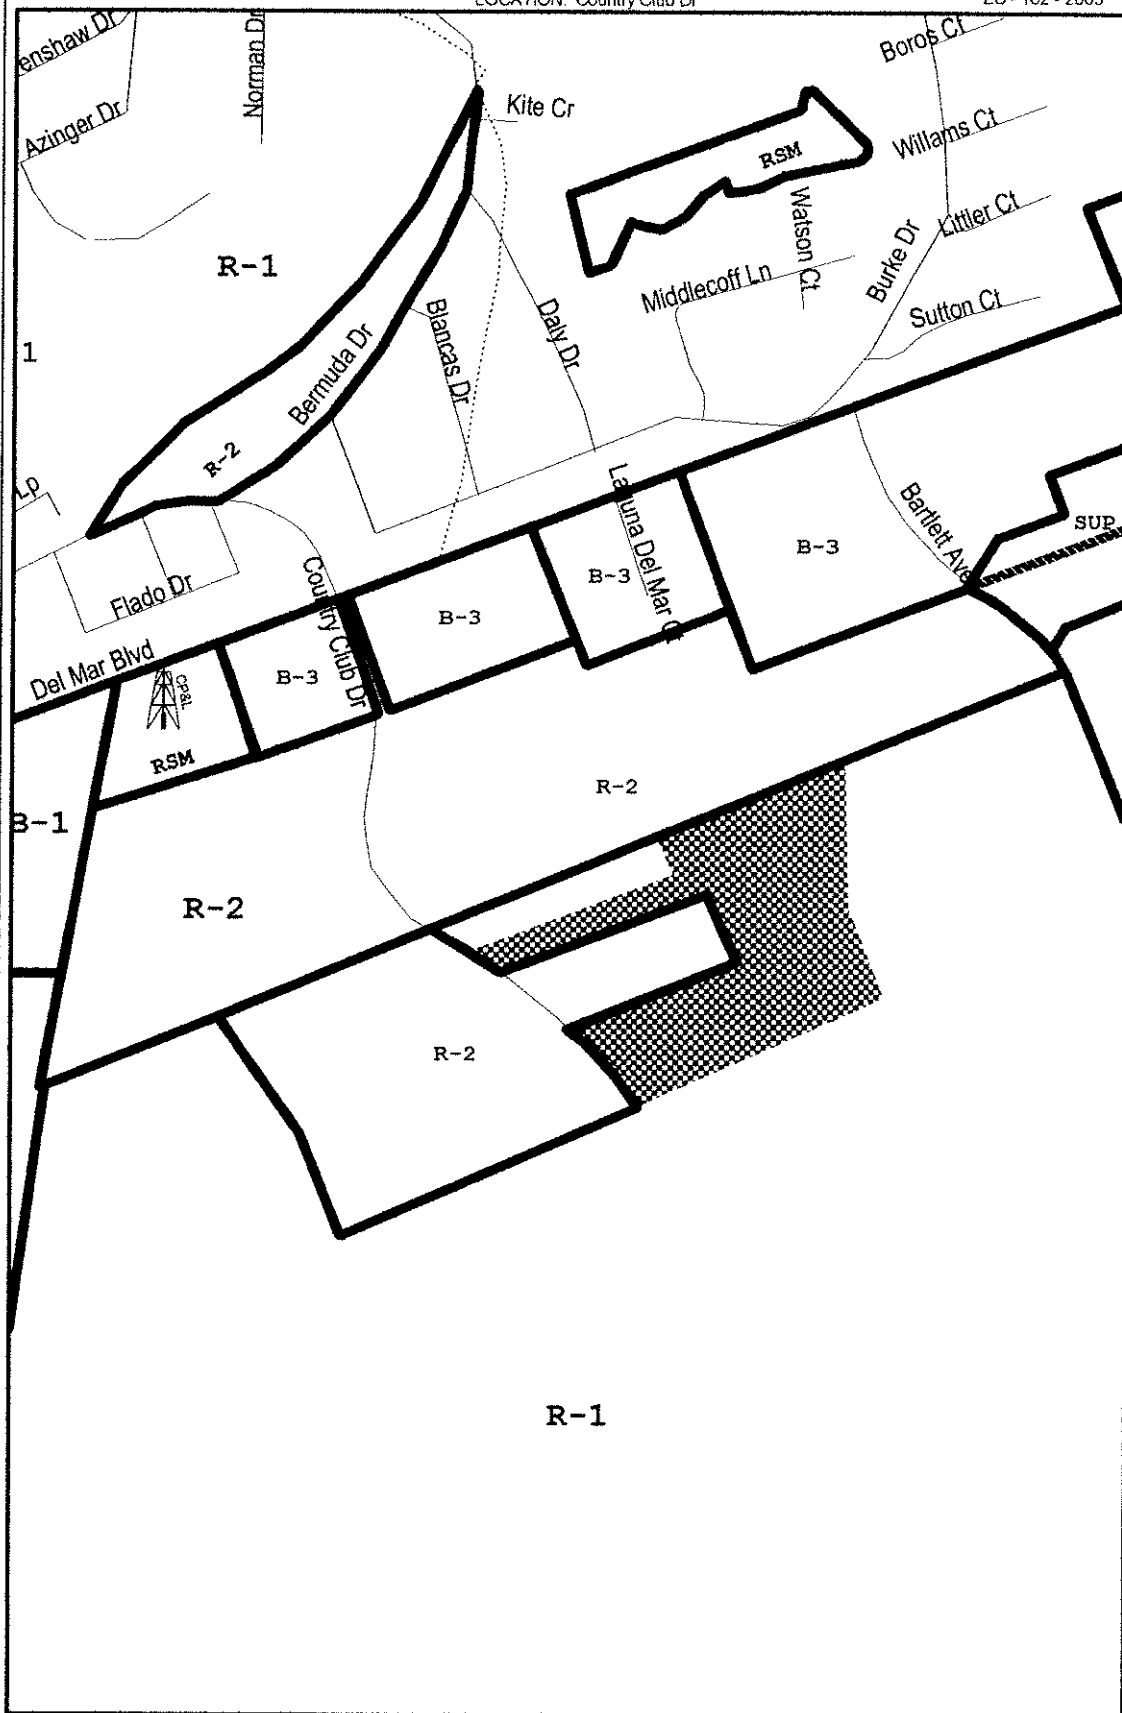 LOCATION: Country Club Dr
Boros Ct
Norman Dr
Azinger Dr
Kite Cr
Willams Ct
RSM
Littler Ct
Watson Ct
R-1
Burke Dr
Middlecoff Ln
Sutton Ct
Blancas Dr
Daly Dr
1
Bermuda Dr
R-2
Lp
Laguna Del Mar Ct
Bartlett Ave
SUP
B-3
B-3
Flado Dr
Country Club Dr
B-3
Del Mar Blvd
B-3
CP&L
RSM
R-2
B-1
R-2
R-2
R-1